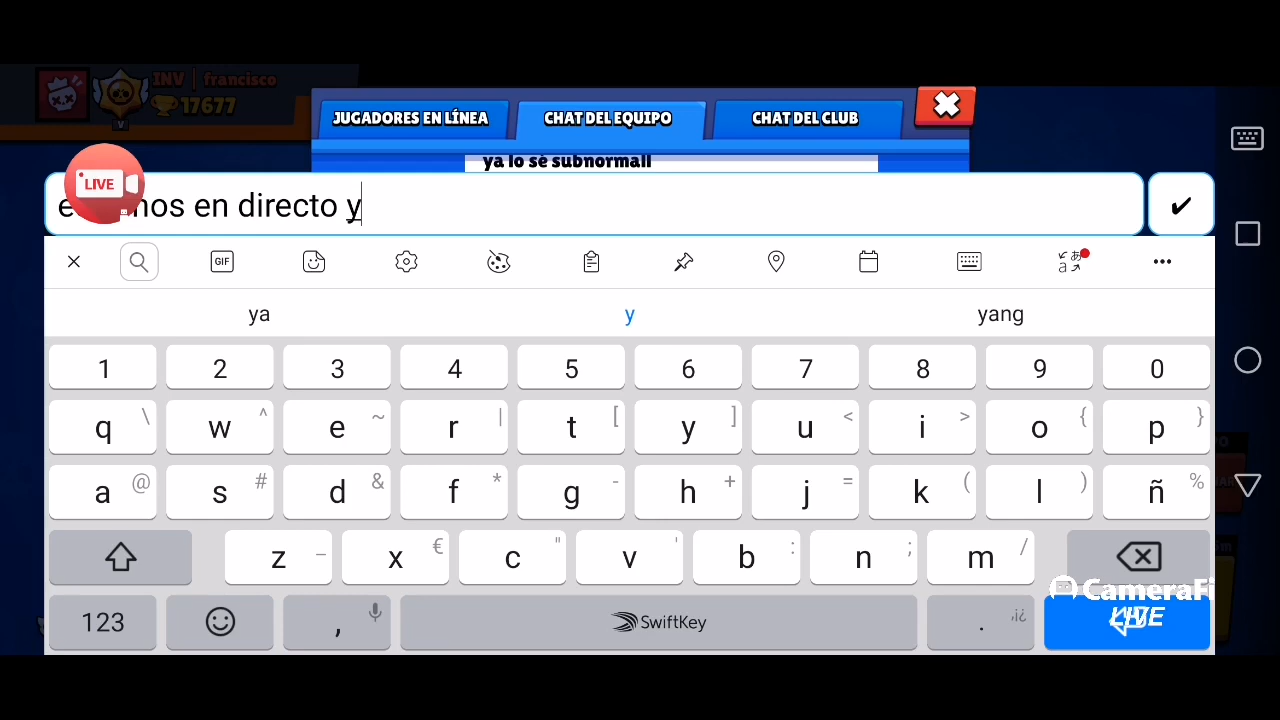 INV | francisco
17677
V
JUGADORES EN LÍNEA
CHAT DEL EQUIPO
CHAT DEL CLUB
ya lo sé subnormall
LIVE
en directo y
GIF
ya
y
yang
1 2 3 4 5 6 7 8 9 0
q \ w ^ e ~ r | t [ y ] u < i > o { p }
a @ s # d & f * g - h + j = k ( l ) ñ %
z _ x € c " v ' b : n ; m /
CameraFi
LIVE
123 , SwiftKey . ,i¿